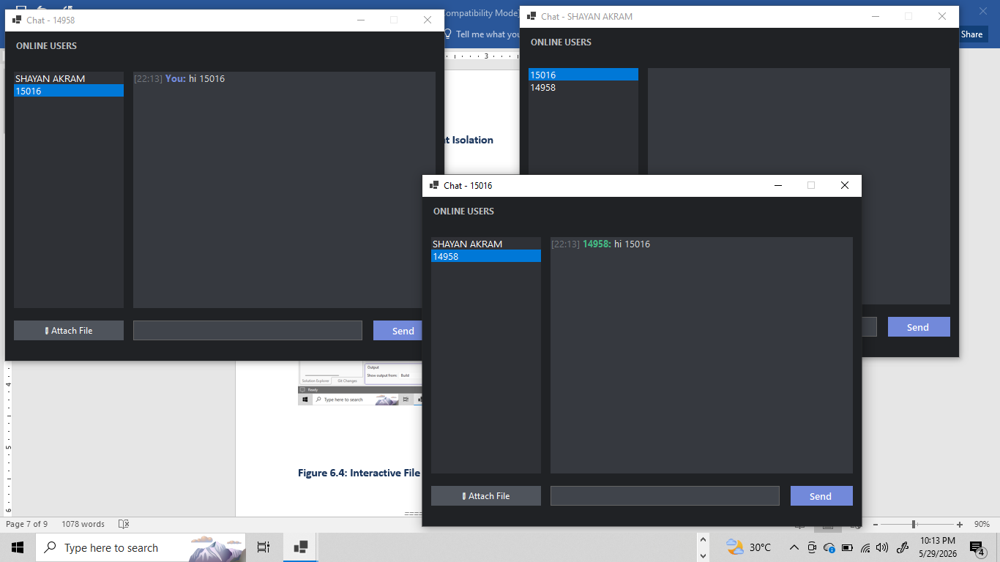 ompatibility Mode]
Tell me what you
Share
3
Chat - 14958
ONLINE USERS
SHAYAN AKRAM
15016
[22:13] You: hi 15016
Attach File
Send
Chat - SHAYAN AKRAM
ONLINE USERS
15016
14958
Send
t Isolation
Chat - 15016
ONLINE USERS
SHAYAN AKRAM
14958
[22:13] 14958: hi 15016
Attach File
Send
Output
Show output from: Build
Solution Explorer Git Changes
Ready
Type here to search
4
5
6
Figure 6.4: Interactive File
Page 7 of 9 1078 words
90%
Type here to search
30°C
10:13 PM
5/29/2026
4